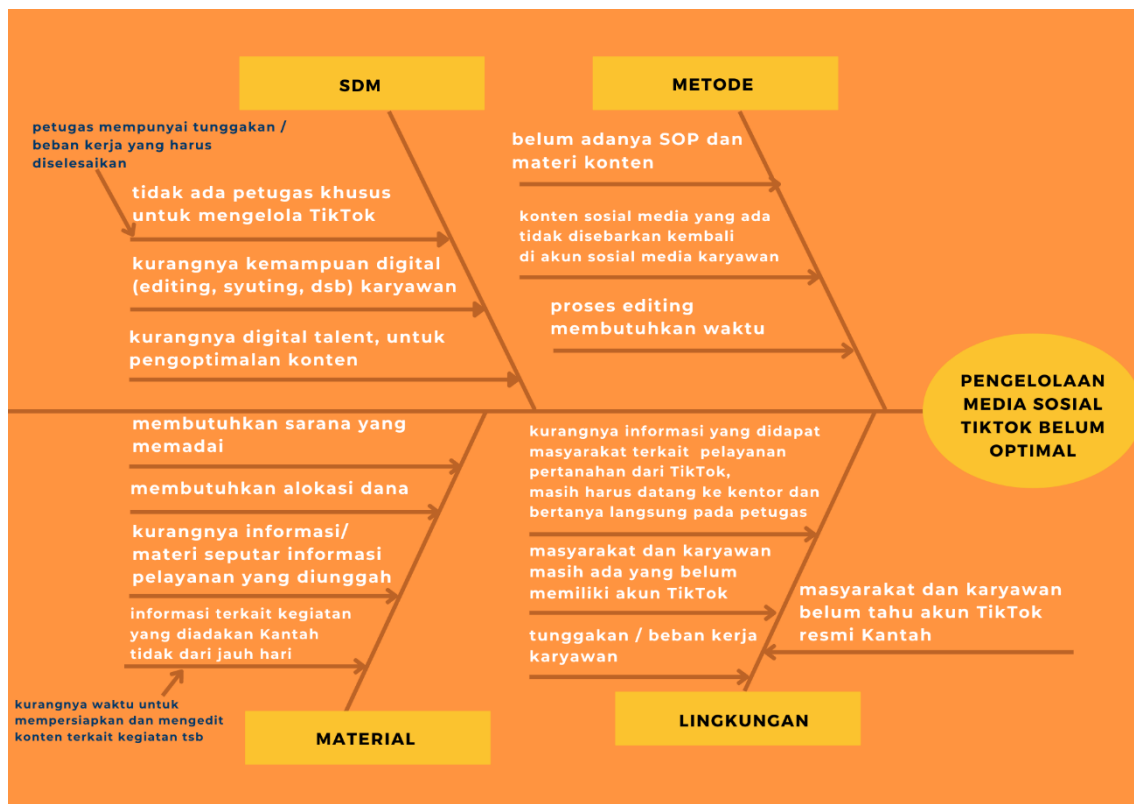 SDM
petugas mempunyai tunggakan /
beban kerja yang harus
diselesaikan
tidak ada petugas khusus
untuk mengelola TikTok
kurangnya kemampuan digital
(editing, syuting, dsb) karyawan
kurangnya digital talent, untuk
pengoptimalan konten
METODE
belum adanya SOP dan
materi konten
konten sosial media yang ada
tidak disebarkan kembali
di akun sosial media karyawan
proses editing
membutuhkan waktu
PENGELOLAAN
MEDIA SOSIAL
TIKTOK BELUM
OPTIMAL
membutuhkan sarana yang
memadai
membutuhkan alokasi dana
kurangnya informasi/
materi seputar informasi
pelayanan yang diunggah
informasi terkait kegiatan
yang diadakan Kantah
tidak dari jauh hari
kurangnya waktu untuk
mempersiapkan dan mengedit
konten terkait kegiatan tsb
MATERIAL
kurangnya informasi yang didapat
masyarakat terkait pelayanan
pertanahan dari TikTok,
masih harus datang ke kentor dan
bertanya langsung pada petugas
masyarakat dan karyawan
masih ada yang belum
memiliki akun TikTok
tunggakan / beban kerja
karyawan
masyarakat dan karyawan
belum tahu akun TikTok
resmi Kantah
LINGKUNGAN